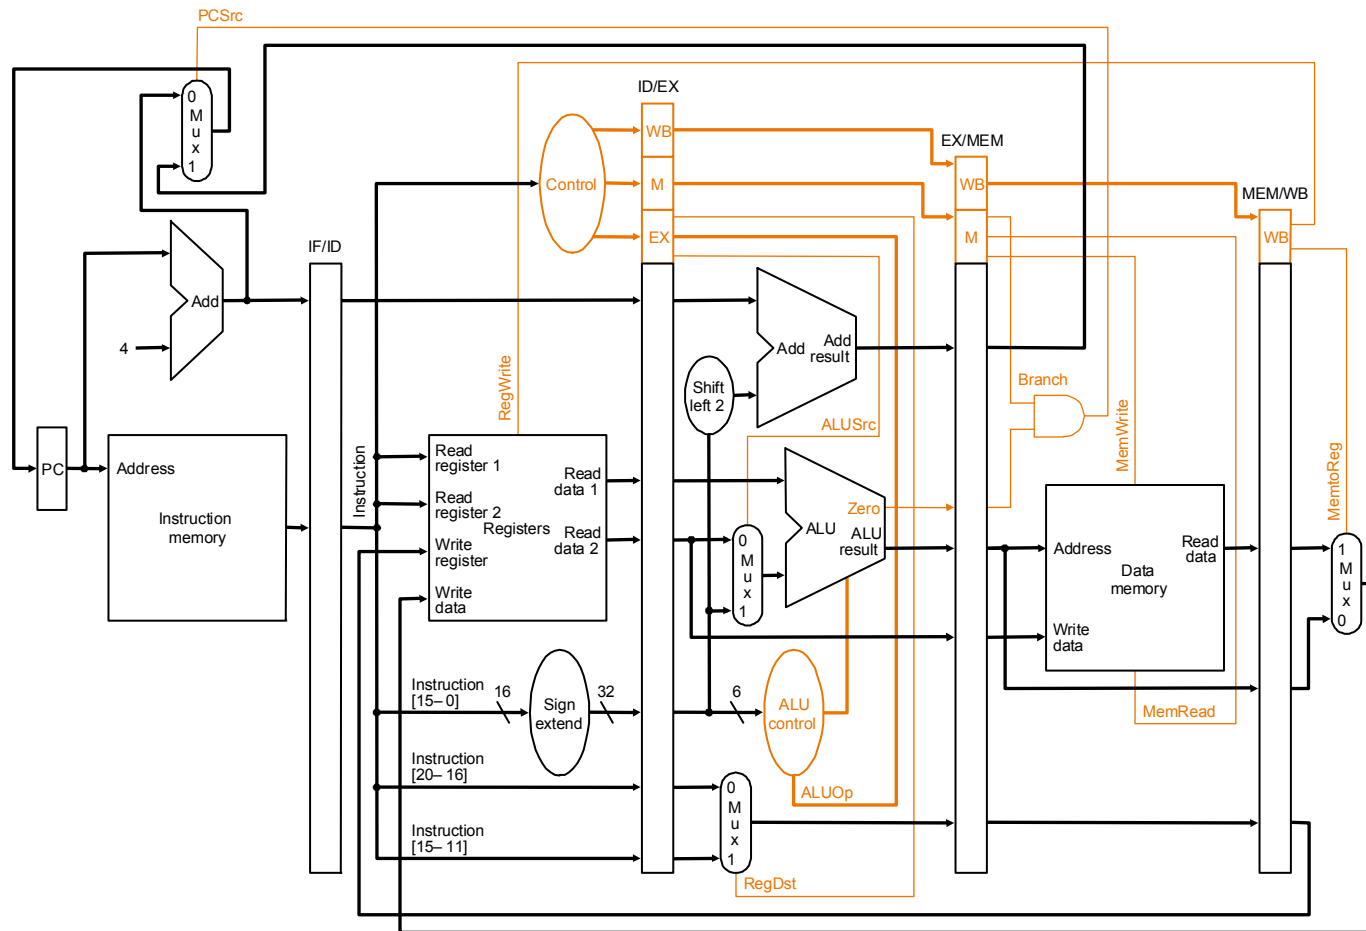 PCSrc
0
M
u
x
1
ID/EX
WB
M
EX
Control
EX/MEM
WB
M
MEM/WB
WB
IF/ID
Add
4
RegWrite
Shift
left 2
Add
Add
result
ALUSrc
Branch
MemWrite
MemtoReg
PC
Address
Instruction
memory
Instruction
Read
register 1
Read
register 2
Write
register
Write
data
Registers
Read
data 1
Read
data 2
0
M
u
x
1
Zero
ALU
ALU
result
Address
Read
data
Data
memory
Write
data
1
M
u
x
0
Instruction
[15– 0]
16
Sign
extend
32
6
ALU
control
MemRead
Instruction
[20– 16]
ALUOp
0
M
u
x
1
Instruction
[15– 11]
RegDst